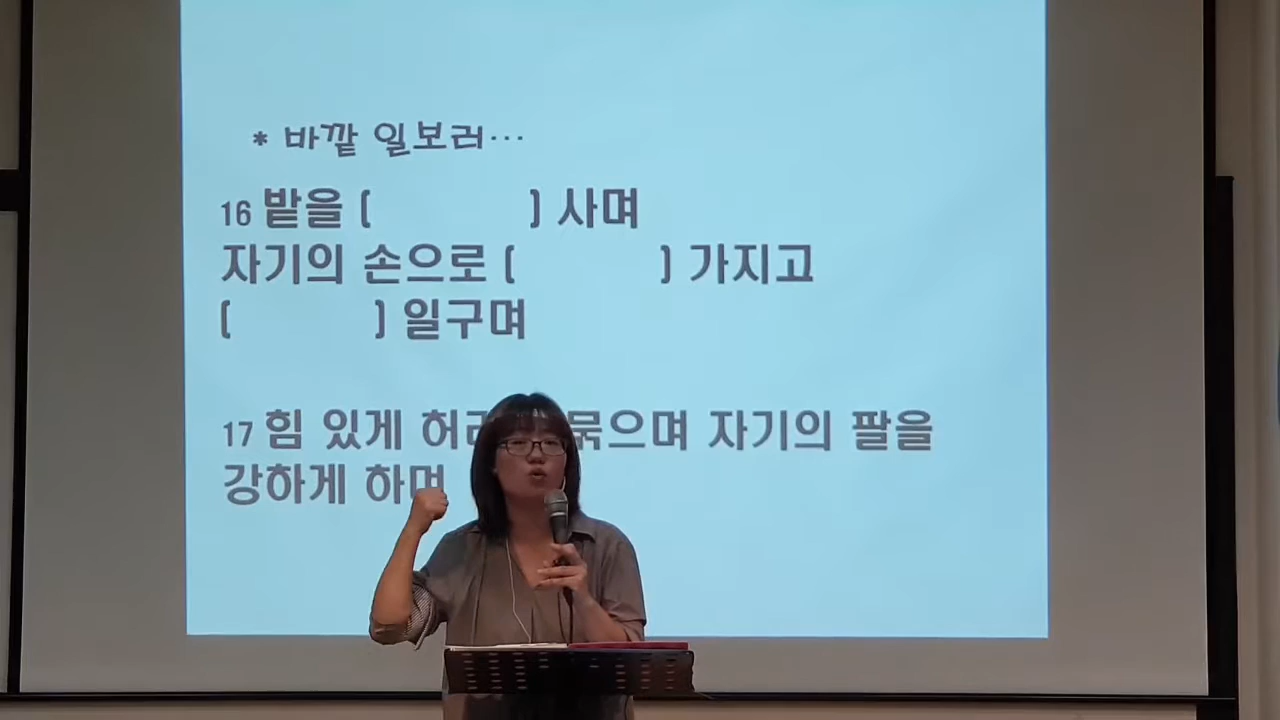 * 바깥 일보러…
16 밭을 (          ) 사며
자기의 손으로 (          ) 가지고
(          ) 일구며
17 힘 있게 묶으며 자기의 팔을
강하게 하며